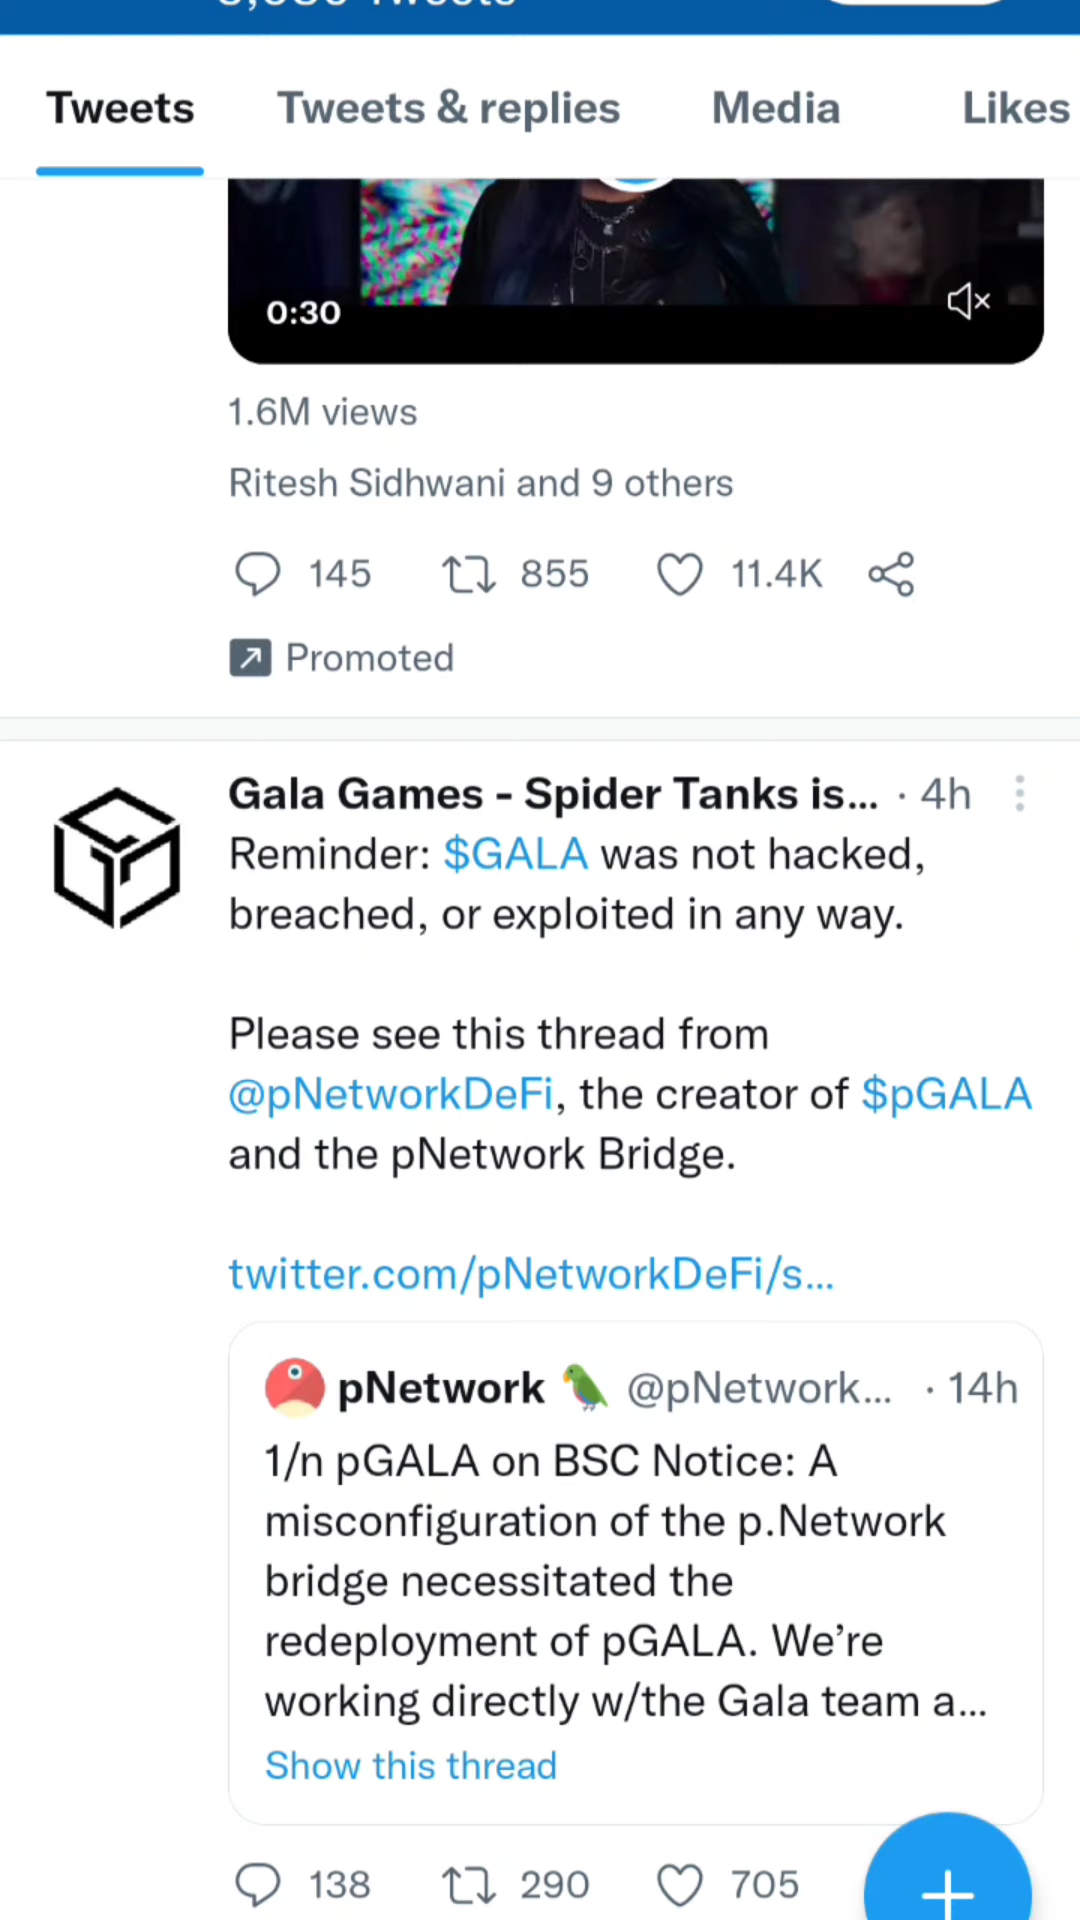 Tweets
Tweets & replies
Media
Likes
0:30
1.6M views
Ritesh Sidhwani and 9 others
145
855
11.4K
Promoted
Gala Games - Spider Tanks is... · 4h
Reminder: $GALA was not hacked,
breached, or exploited in any way.
Please see this thread from
@pNetworkDeFi, the creator of $pGALA
and the pNetwork Bridge.
twitter.com/pNetworkDeFi/s...
pNetwork 🦜 @pNetwork... · 14h
1/n pGALA on BSC Notice: A
misconfiguration of the p.Network
bridge necessitated the
redeployment of pGALA. We’re
working directly w/the Gala team a...
Show this thread
138
290
705